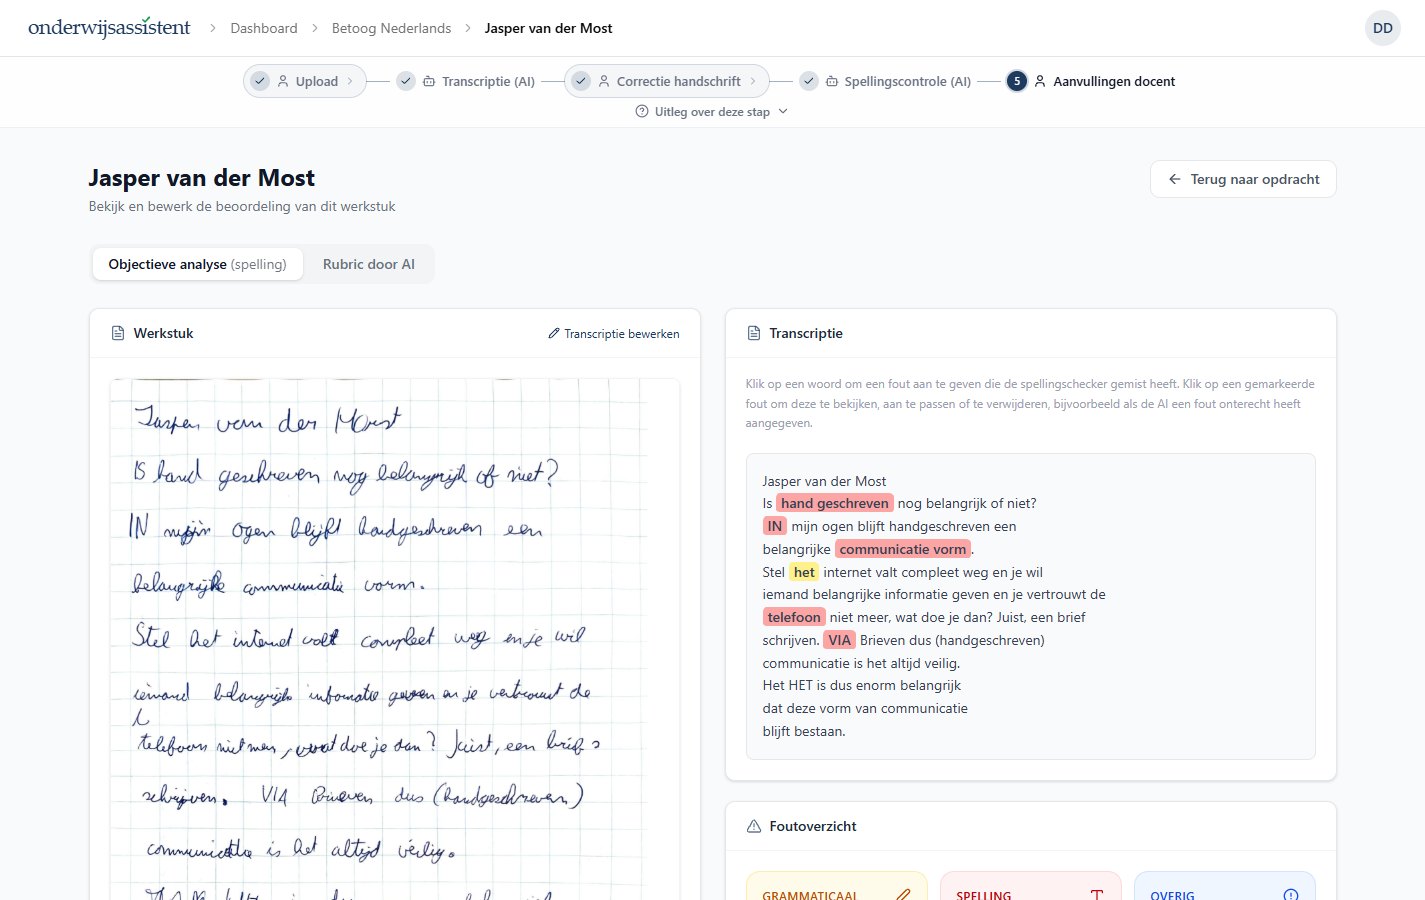 onderwijsassistent
Dashboard
Betoog Nederlands
Jasper van der Most
DD
Upload
Transcriptie (AI)
Correctie handschrift
Spellingscontrole (AI)
5
Aanvullingen docent
Uitleg over deze stap
Jasper van der Most
Bekijk en bewerk de beoordeling van dit werkstuk
Terug naar opdracht
Objectieve analyse (spelling)
Rubric door AI
Werkstuk
Transcriptie bewerken
Jasper van der Most
IS hand geschreven nog belangrijk of niet?
IN mijn ogen blijft handgeschreven een
belangrijke communicatie vorm.
Stel het internet valt compleet weg en je wil
iemand belangrijke informatie geven en je vertrouwt de
telefoon niet meer, wat doe je dan? Juist, een brief
schrijven. VIA Brieven dus (handgeschreven)
communicatie is het altijd veilig.
Transcriptie
Klik op een woord om een fout aan te geven die de spellingschecker gemist heeft. Klik op een gemarkeerde
fout om deze te bekijken, aan te passen of te verwijderen, bijvoorbeeld als de AI een fout onterecht heeft
aangegeven.
Jasper van der Most
Is hand geschreven nog belangrijk of niet?
IN mijn ogen blijft handgeschreven een
belangrijke communicatie vorm.
Stel het internet valt compleet weg en je wil
iemand belangrijke informatie geven en je vertrouwt de
telefoon niet meer, wat doe je dan? Juist, een brief
schrijven. VIA Brieven dus (handgeschreven)
communicatie is het altijd veilig.
Het HET is dus enorm belangrijk
dat deze vorm van communicatie
blijft bestaan.
Foutoverzicht
GRAMMATICAAL
SPELLING
OVERIG